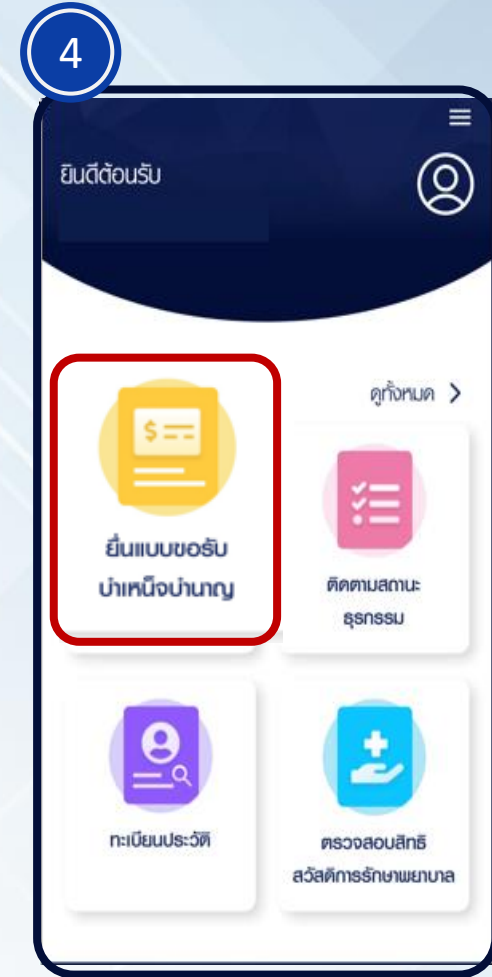 4
ยินดีต้อนรับ
ดูทั้งหมด >
$
ยื่นแบบขอรับ
บำเหน็จบำนาญ
ติดตามสถานะ
ธุรกรรม
ทะเบียนประวัติ
ตรวจสอบสิทธิ
สวัสดิการรักษาพยาบาล